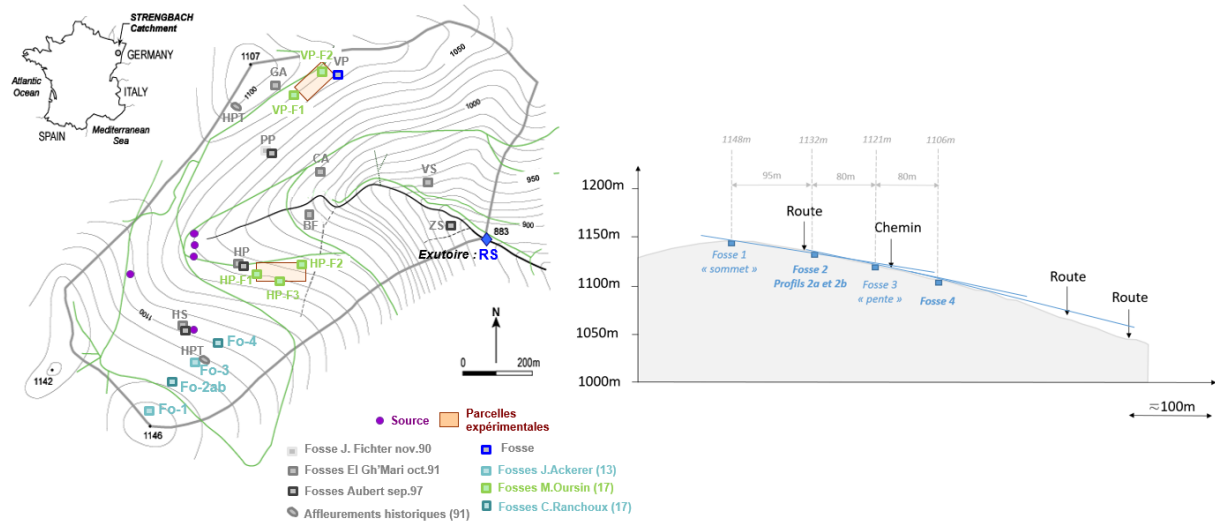 STRENGBACH
Catchment
GERMANY
Atlantic
Ocean
ITALY
SPAIN
Mediterranean
Sea
1107
GA
VP-F2
VP
1050
1100
HPT
VP-F1
1000
PP
CA
VS
950
BF
ZS
900
883
Exutoire : RS
HP
HP-F2
HP-F1
HP-F3
1100
HS
Fo-4
HPT
Fo-3
Fo-2ab
1142
Fo-1
1146
N
0
200m
Source
Parcelles
expérimentales
Fosse J. Fichter nov.90
Fosse
Fosses El Gh'Mari oct.91
Fosses J.Ackerer (13)
Fosses Aubert sep.97
Fosses M.Oursin (17)
Affleurements historiques (91)
Fosses C.Ranchoux (17)
1148m
1132m
1121m
1106m
95m
80m
80m
1200m
1150m
1100m
1050m
1000m
Route
Chemin
Fosse 1
« sommet »
Fosse 2
Profils 2a et 2b
Fosse 3
« pente »
Fosse 4
Route
Route
≈100m